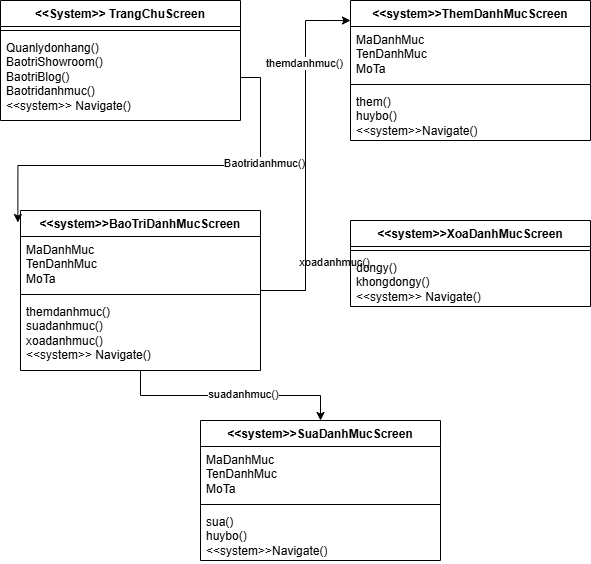 <<System>> TrangChuScreen
Quanlydonhang()
BaotriShowroom()
BaotriBlog()
Baotridanhmuc()
<<system>> Navigate()
<<system>>ThemDanhMucScreen
MaDanhMuc
TenDanhMuc
MoTa
them()
huybo()
<<system>>Navigate()
themdanhmuc()
Baotridanhmuc()
<<system>>BaoTriDanhMucScreen
MaDanhMuc
TenDanhMuc
MoTa
themdanhmuc()
suadanhmuc()
xoadanhmuc()
<<system>> Navigate()
xoadanhmuc()
<<system>>XoaDanhMucScreen
dongy()
khongdongy()
<<system>> Navigate()
suadanhmuc()
<<system>>SuaDanhMucScreen
MaDanhMuc
TenDanhMuc
MoTa
sua()
huybo()
<<system>>Navigate()